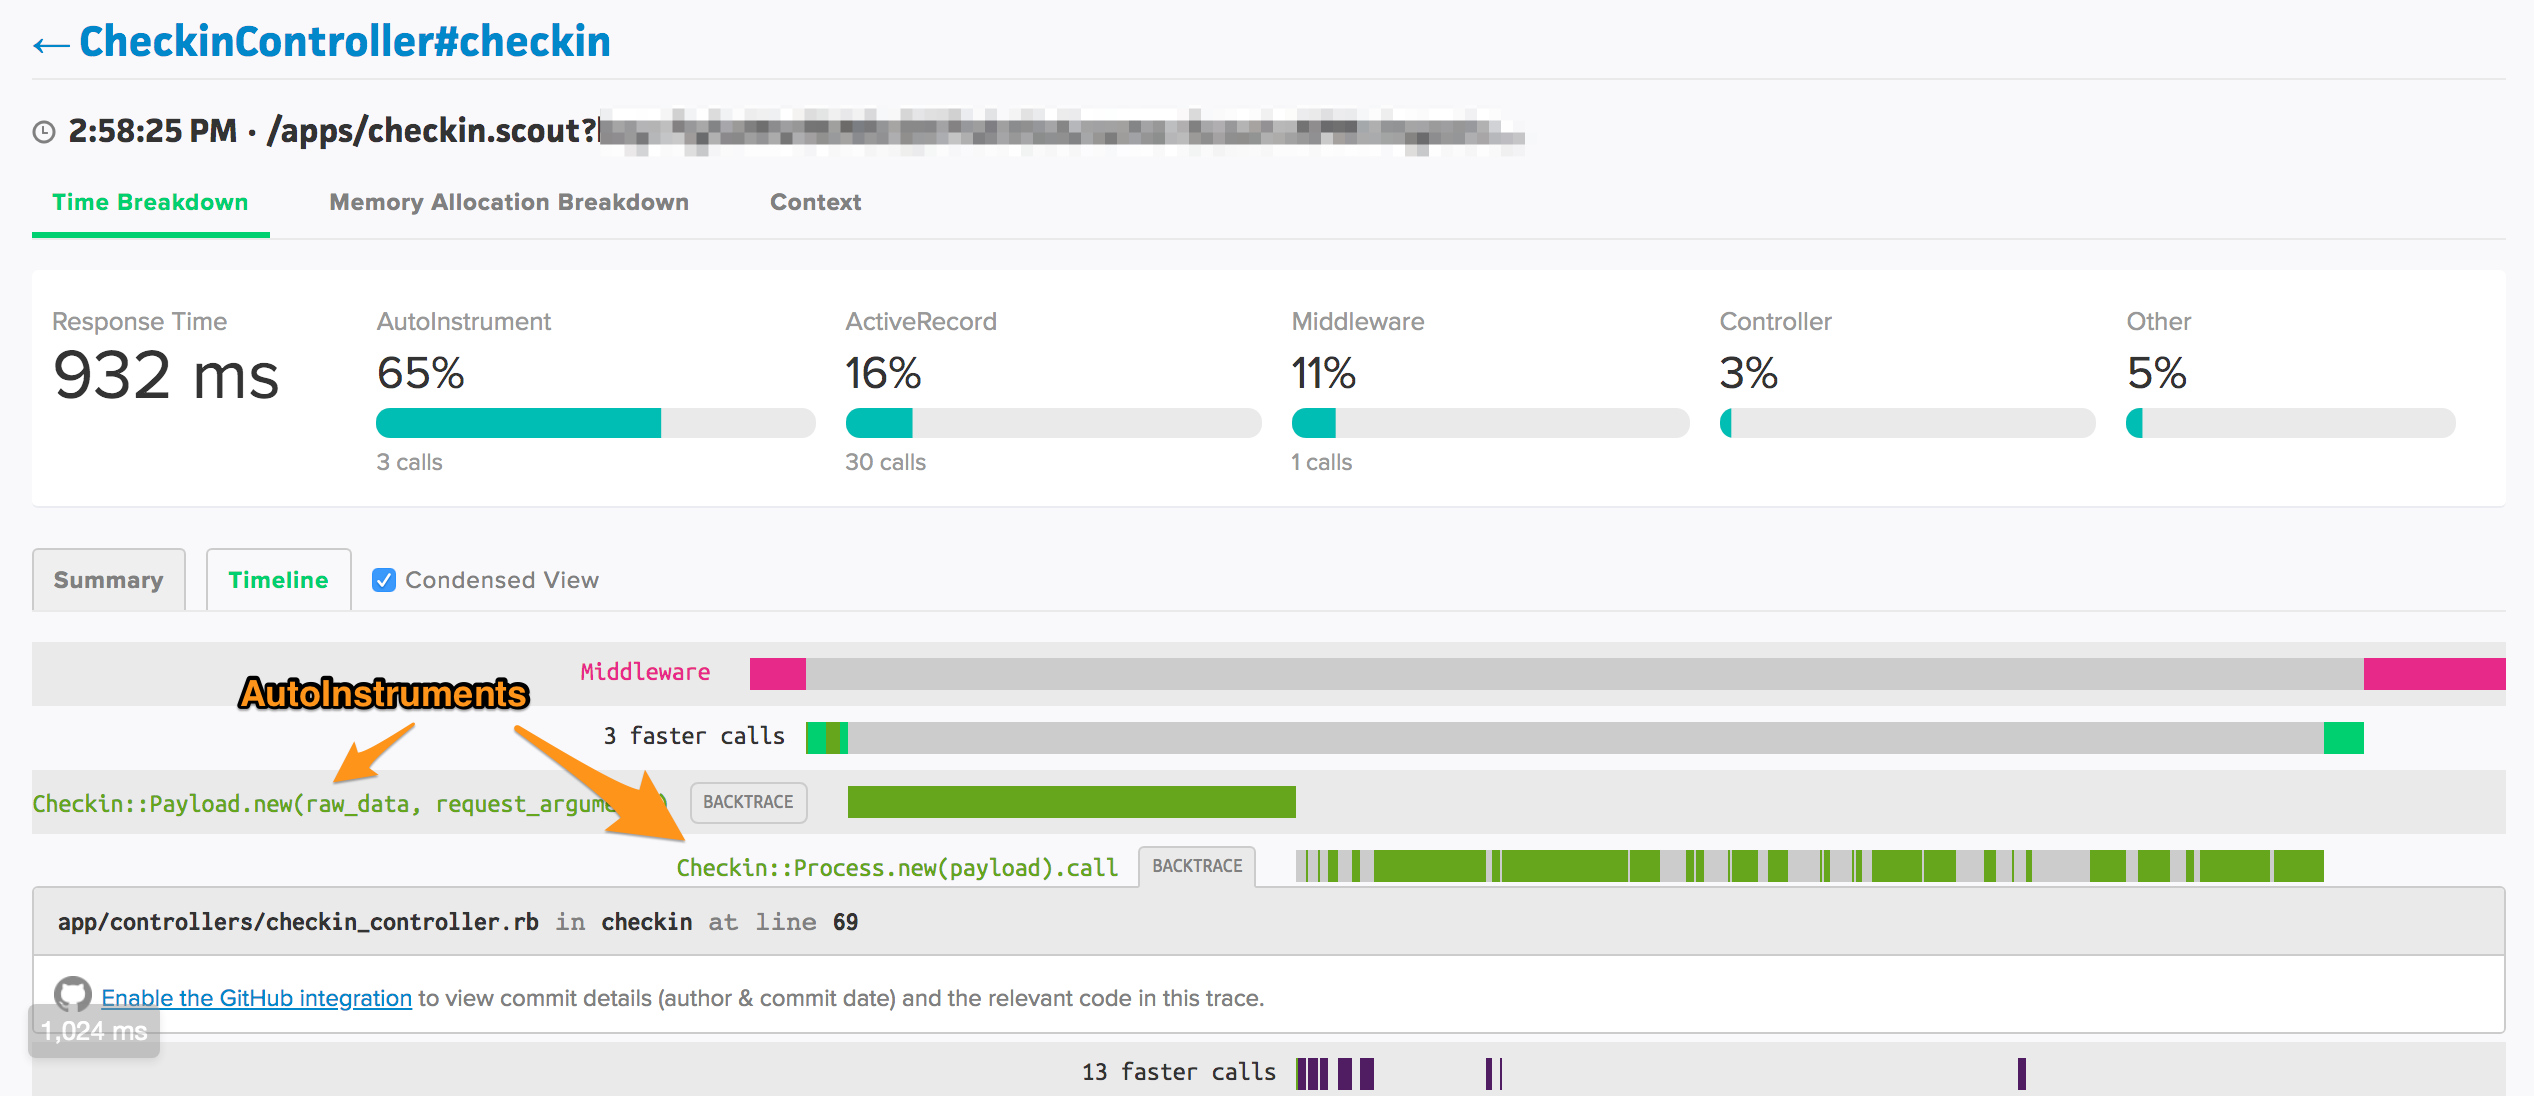 ← CheckinController#checkin
2:58:25 PM · /apps/checkin.scout?
Time Breakdown Memory Allocation Breakdown Context
Response Time AutoInstrument ActiveRecord Middleware Controller Other
932 ms 65% 16% 11% 3% 5%
3 calls 30 calls 1 calls
Summary Timeline Condensed View
Middleware
AutoInstruments
3 faster calls
Checkin::Payload.new(raw_data, request_argume BACKTRACE
Checkin::Process.new(payload).call BACKTRACE
app/controllers/checkin_controller.rb in checkin at line 69
Enable the GitHub integration to view commit details (author & commit date) and the relevant code in this trace.
1,024 ms
13 faster calls